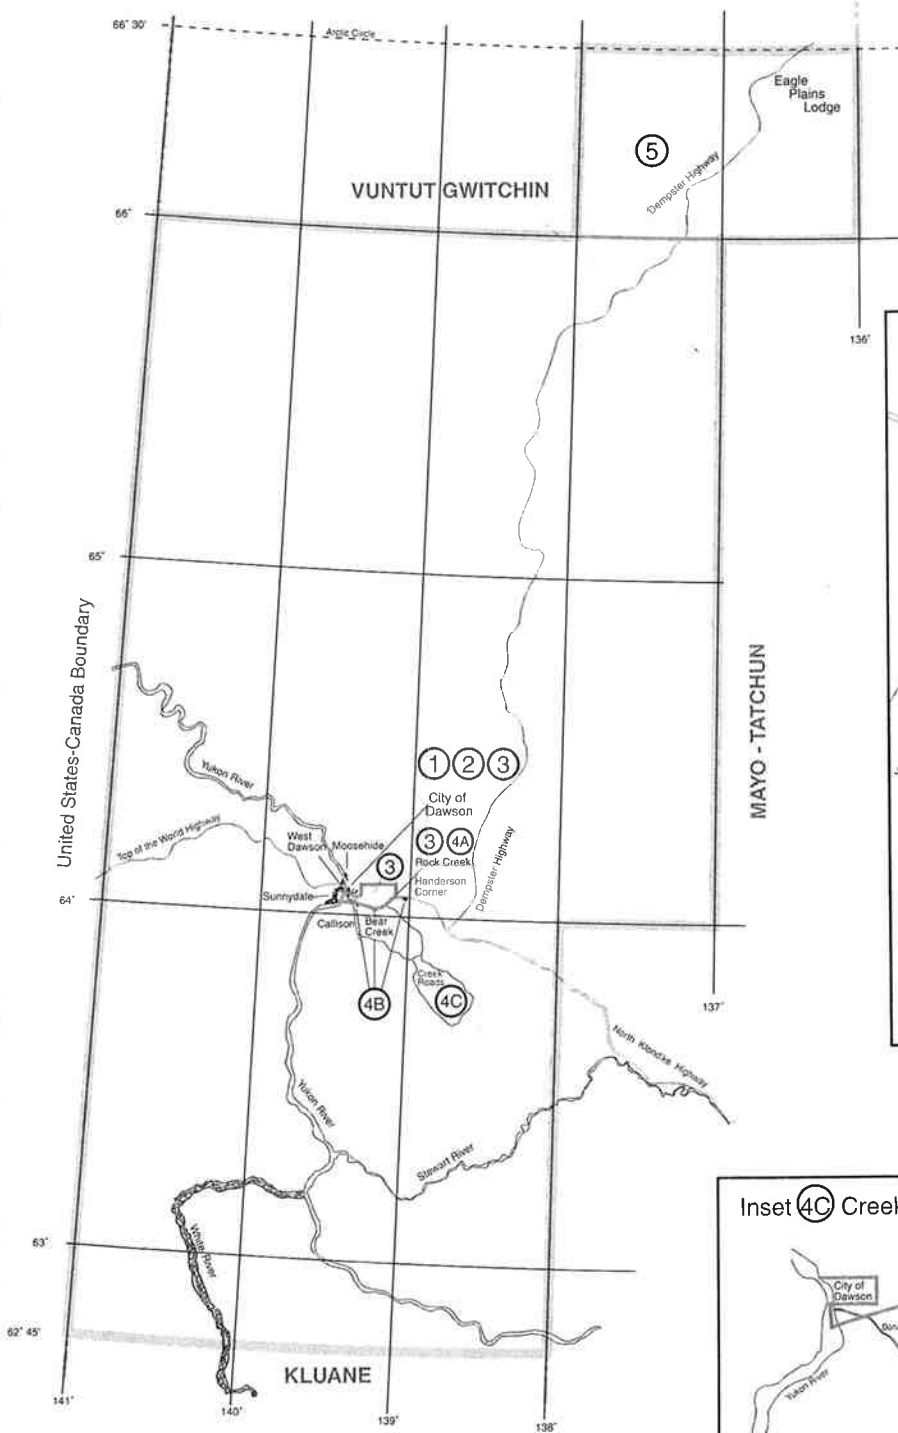 66° 30'
Arctic Circle
Eagle
Plains
Lodge
5
Dempster Highway
VUNTUT GWITCHIN
66°
136°
65°
United States-Canada Boundary
MAYO - TATCHUN
Yukon River
1 2 3
City of
Dawson
Top of the World Highway
West
Dawson
Moosehide
3 4A
Rock Creek
3
Henderson
Corner
Dempster Highway
Sunnydale
64°
Callison
Bear
Creek
Creek
Roads
4B
4C
137°
North Klondike Highway
Yukon River
Stewart River
White River
63°
62° 45'
KLUANE
141°
140°
139°
138°
Inset 4C Creek
City of
Dawson
Yukon River